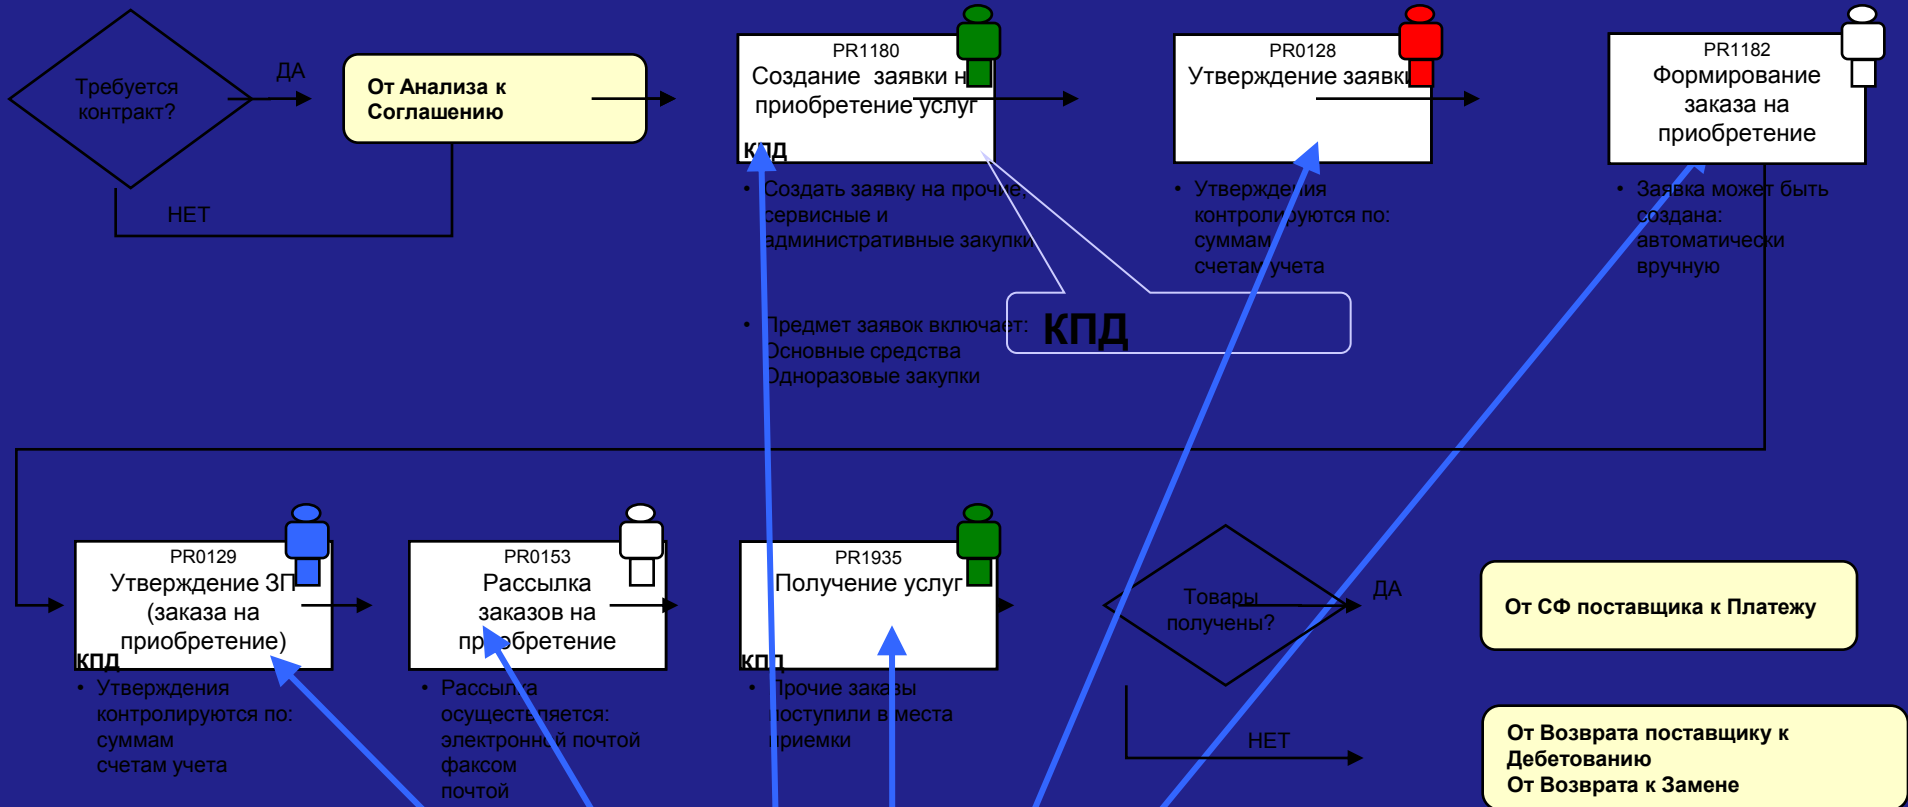 Требуется
контракт?
ДА
НЕТ
От Анализа к
Соглашению
PR1180
Создание заявки н
приобретение услуг
КПД
• Создать заявку на прочие,
сервисные и
административные закупки
• Предмет заявок включает:
Основные средства
Одноразовые закупки
КПД
PR0128
Утверждение заявки
• Утверждения
контролируются по:
суммам
счетам учета
PR1182
Формирование
заказа на
приобретение
• Заявка может быть
создана:
автоматически
вручную
PR0129
Утверждение ЗП
(заказа на
приобретение)
КПД
• Утверждения
контролируются по:
суммам
счетам учета
PR0153
Рассылка
заказов на
приобретение
• Рассылка
осуществляется:
электронной почтой
факсом
почтой
PR1935
Получение услуг
КПД
• Прочие заказы
поступили в места
приемки
Товары
получены?
ДА
НЕТ
От СФ поставщика к Платежу
От Возврата поставщику к
Дебетованию
От Возврата к Замене